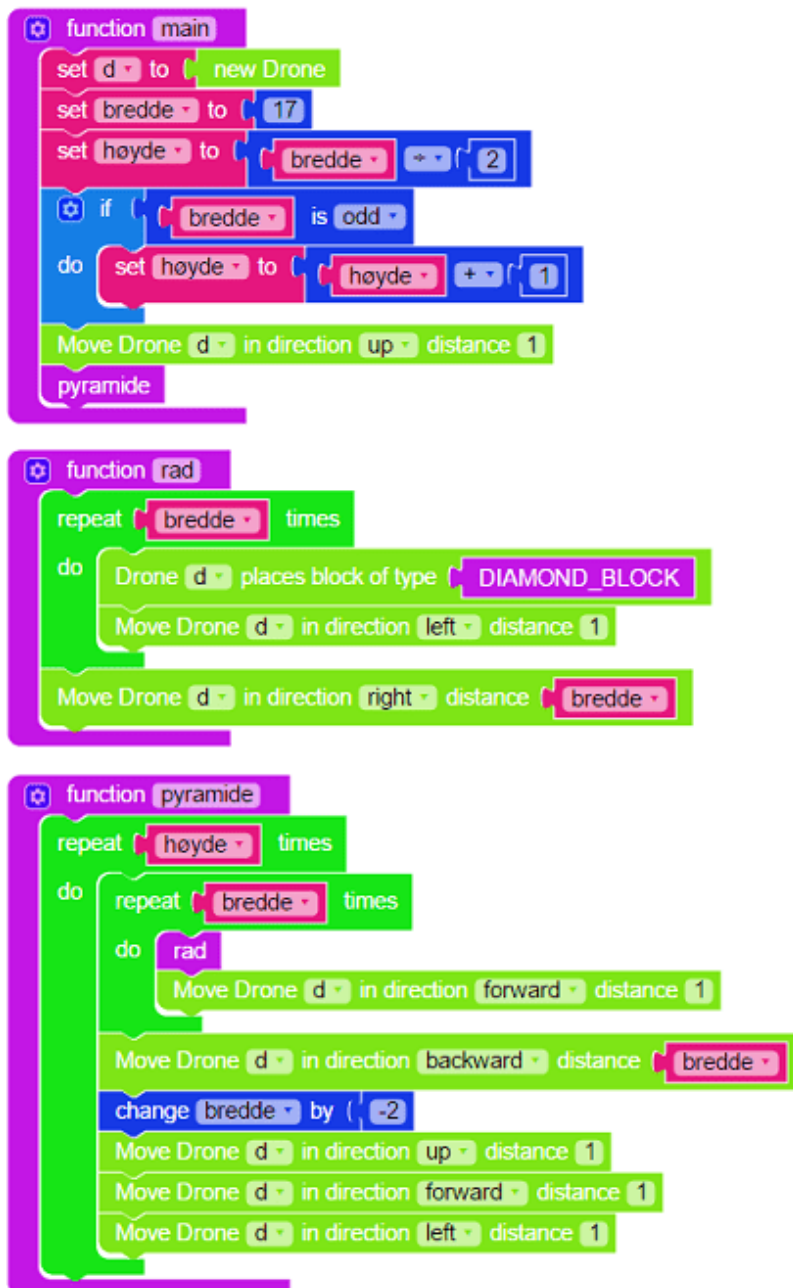 function main
set d to new Drone
set bredde to 17
set høyde to bredde ÷ 2
if bredde is odd
do set høyde to høyde + 1
Move Drone d in direction up distance 1
pyramide
function rad
repeat bredde times
do Drone d places block of type DIAMOND_BLOCK
Move Drone d in direction left distance 1
Move Drone d in direction right distance bredde
function pyramide
repeat høyde times
do repeat bredde times
do rad
Move Drone d in direction forward distance 1
Move Drone d in direction backward distance bredde
change bredde by -2
Move Drone d in direction up distance 1
Move Drone d in direction forward distance 1
Move Drone d in direction left distance 1